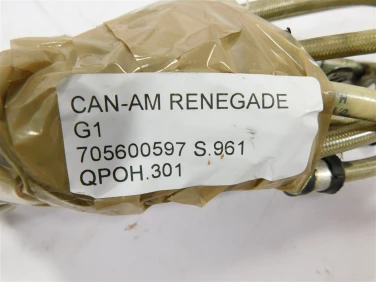 CAN-AM RENEGADE
G1
705600597 S.961
QPOH.301